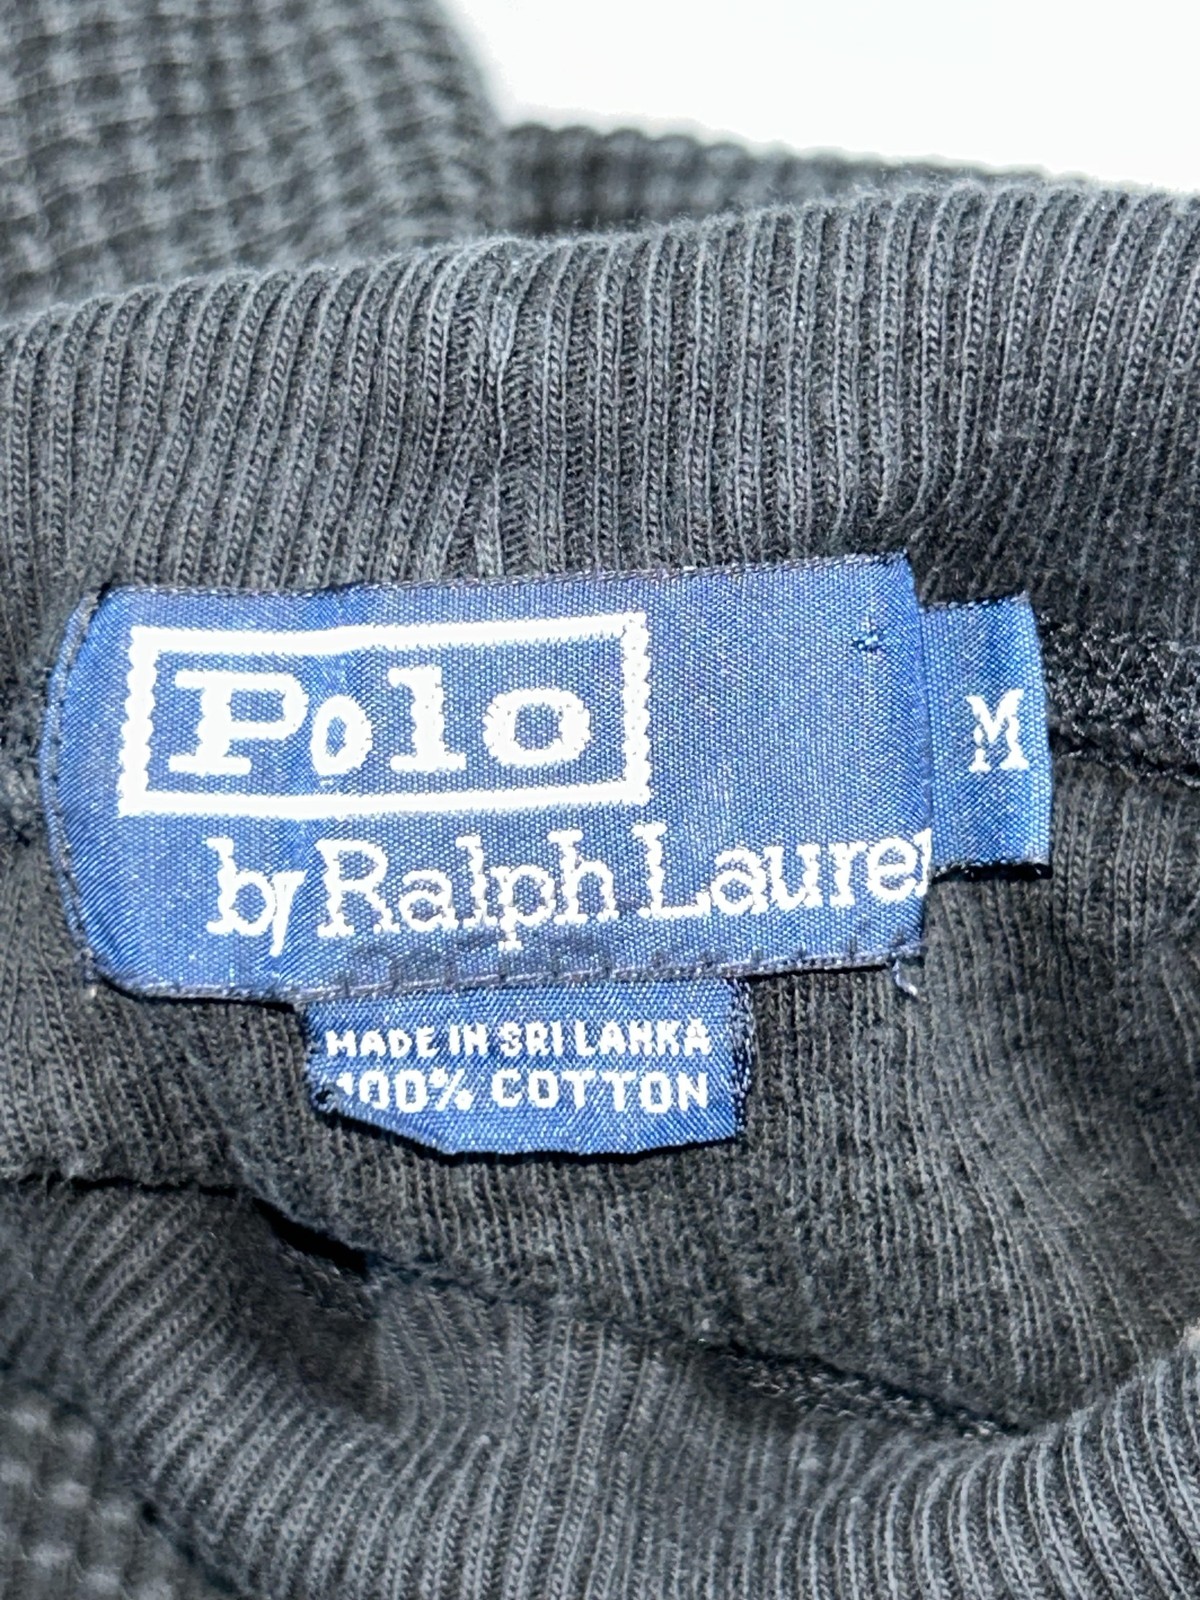 Polo
by Ralph Lauren
M
MADE IN SRI LANKA
100% COTTON